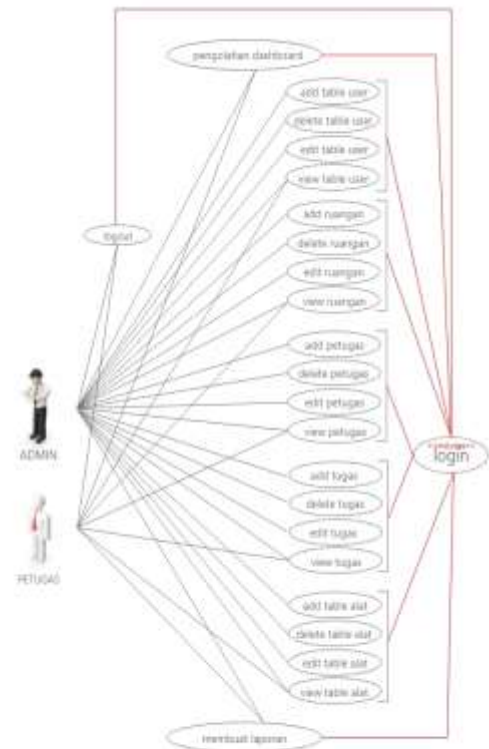 pengolahan dashboard
add table user
delete table user
edit table user
view table user
add ruangan
logout
delete ruangan
edit ruangan
view ruangan
add petugas
delete petugas
edit petugas
view petugas
ADMIN
login
add tugas
delete tugas
edit tugas
view tugas
PETUGAS
add table alat
delete table alat
edit table alat
view table alat
membuat laporan